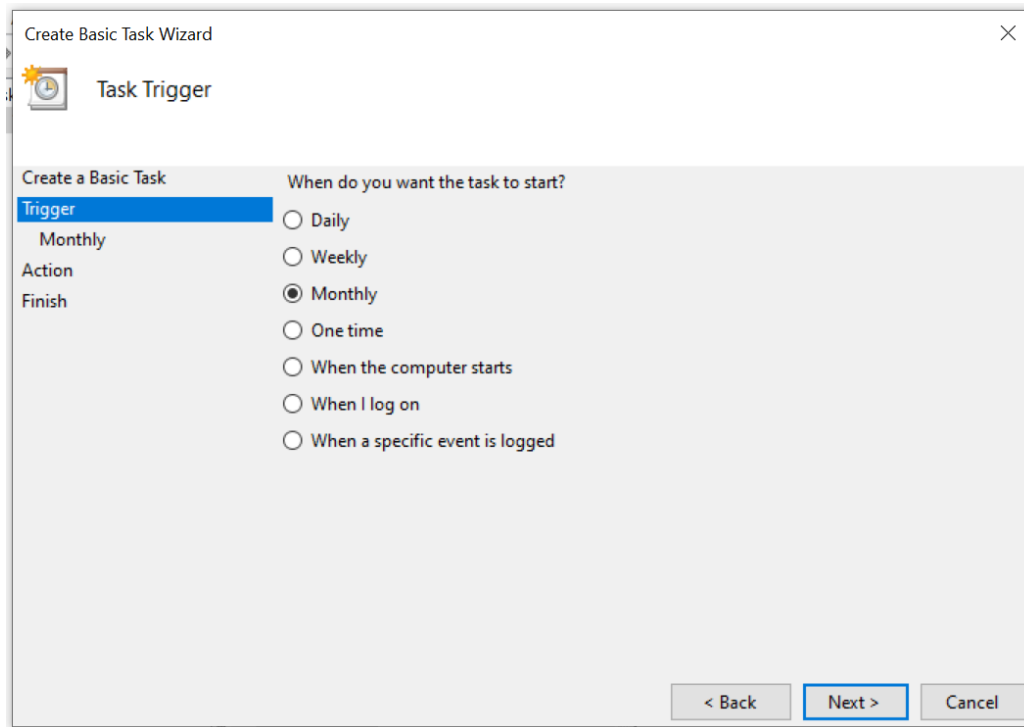 Create Basic Task Wizard
Task Trigger
Create a Basic Task
Trigger
Monthly
Action
Finish
When do you want the task to start?
Daily
Weekly
Monthly
One time
When the computer starts
When I log on
When a specific event is logged
< Back
Next >
Cancel